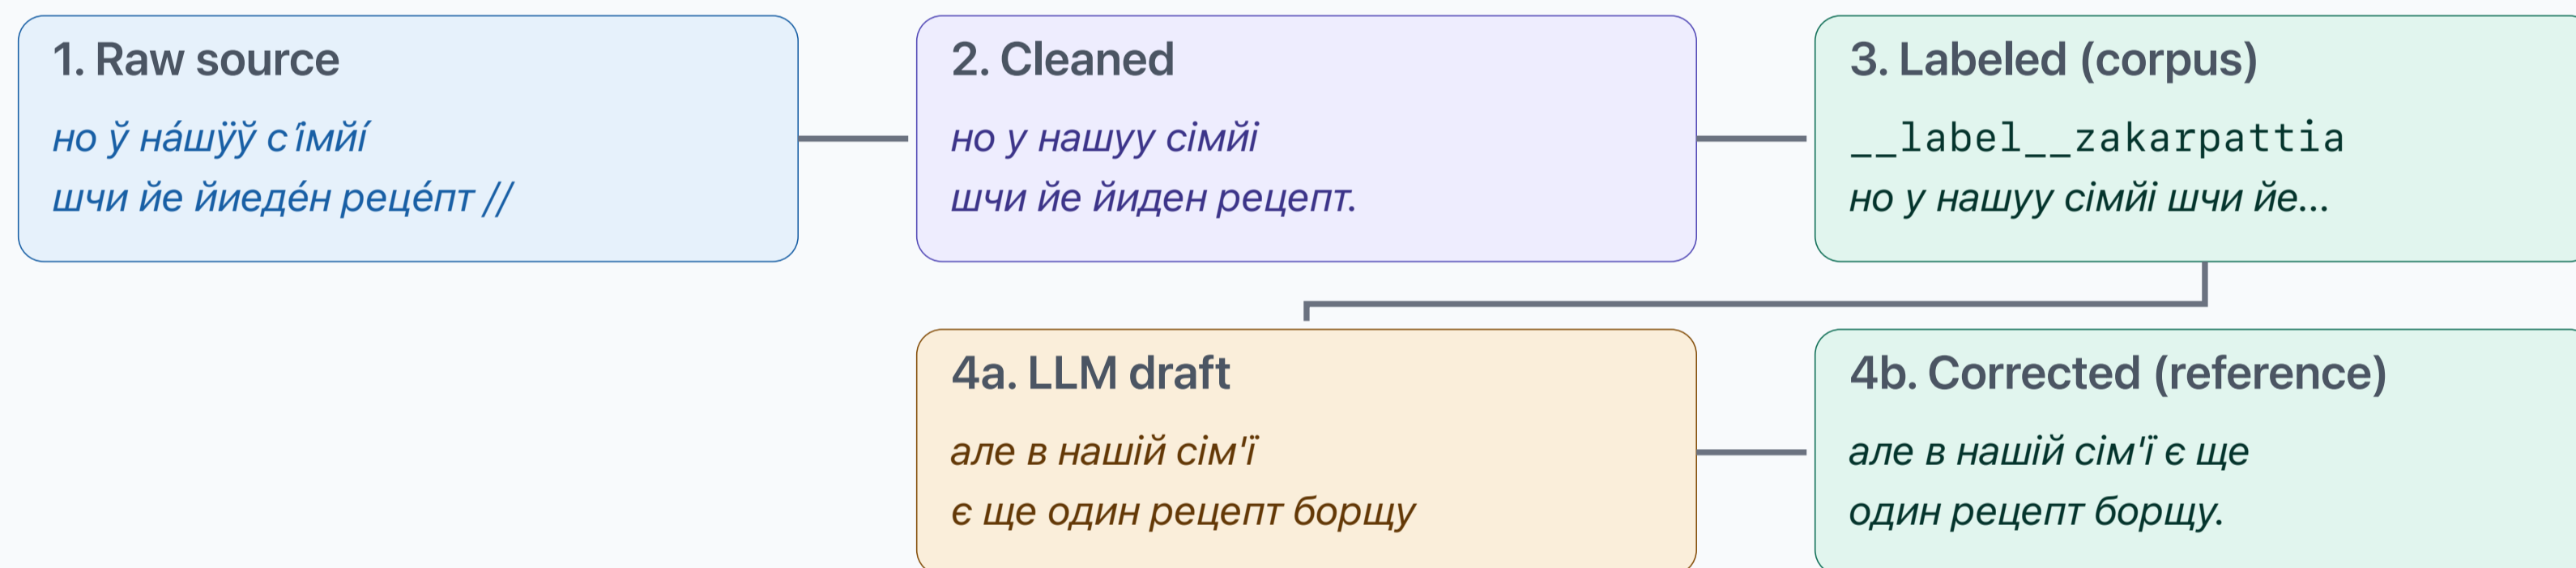 1. Raw source
но ў на́шӱў с᾿імйі́
шчи йе йиеде́н реце́пт //
2. Cleaned
но у нашуу сімйі
шчи йе йиден рецепт.
3. Labeled (corpus)
__label__zakarpattia
но у нашуу сімйі шчи йе...
4a. LLM draft
але в нашій сім'ї
є ще один рецепт борщу
4b. Corrected (reference)
але в нашій сім'ї є ще
один рецепт борщу.